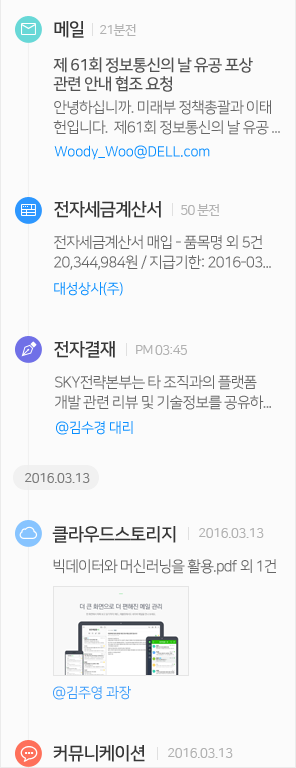 메일 21분전
제 61회 정보통신의 날 유공 포상
관련 안내 협조 요청
안녕하십니까. 미래부 정책총괄과 이태
헌입니다. 제61회 정보통신의 날 유공 ...
Woody_Woo@DELL.com
전자세금계산서 50 분전
전자세금계산서 매입 - 품목명 외 5건
20,344,984원 / 지급기한: 2016-03...
대성상사(주)
전자결재 PM 03:45
SKY전략본부는 타 조직과의 플랫폼
개발 관련 리뷰 및 기술정보를 공유하...
@김수경 대리
2016.03.13
클라우드스토리지 2016.03.13
빅데이터와 머신러닝을 활용.pdf 외 1건
더 큰 화면으로 더 편해진 메일 관리
@김주영 과장
커뮤니케이션 2016.03.13